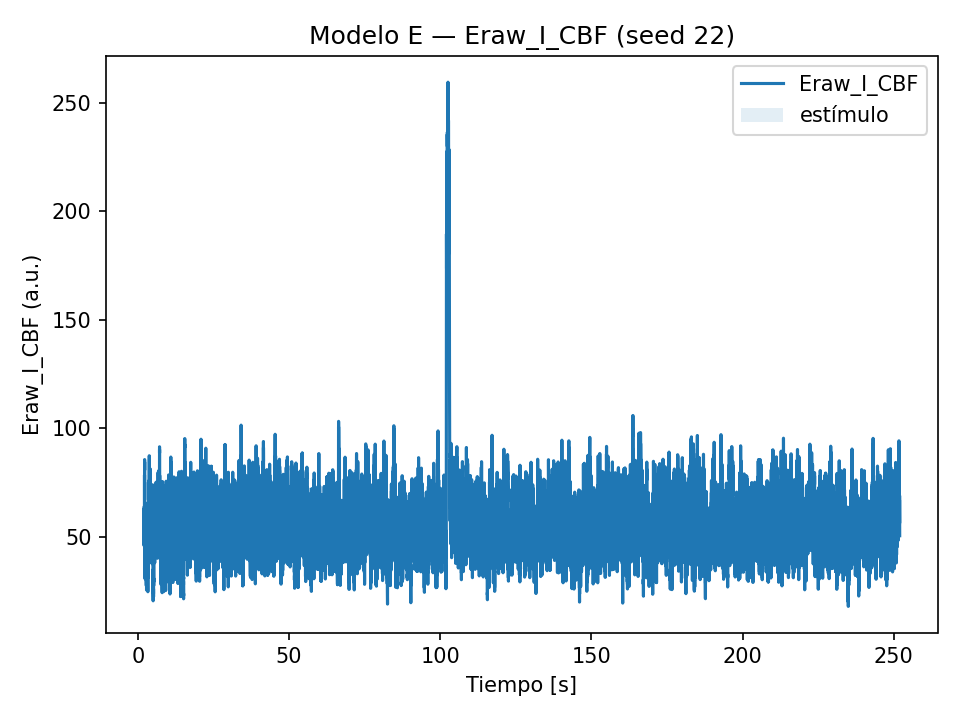 Modelo E — Eraw_I_CBF (seed 22)
Eraw_I_CBF
estímulo
Eraw_I_CBF (a.u.)
250
200
150
100
50
0 50 100 150 200 250
Tiempo [s]